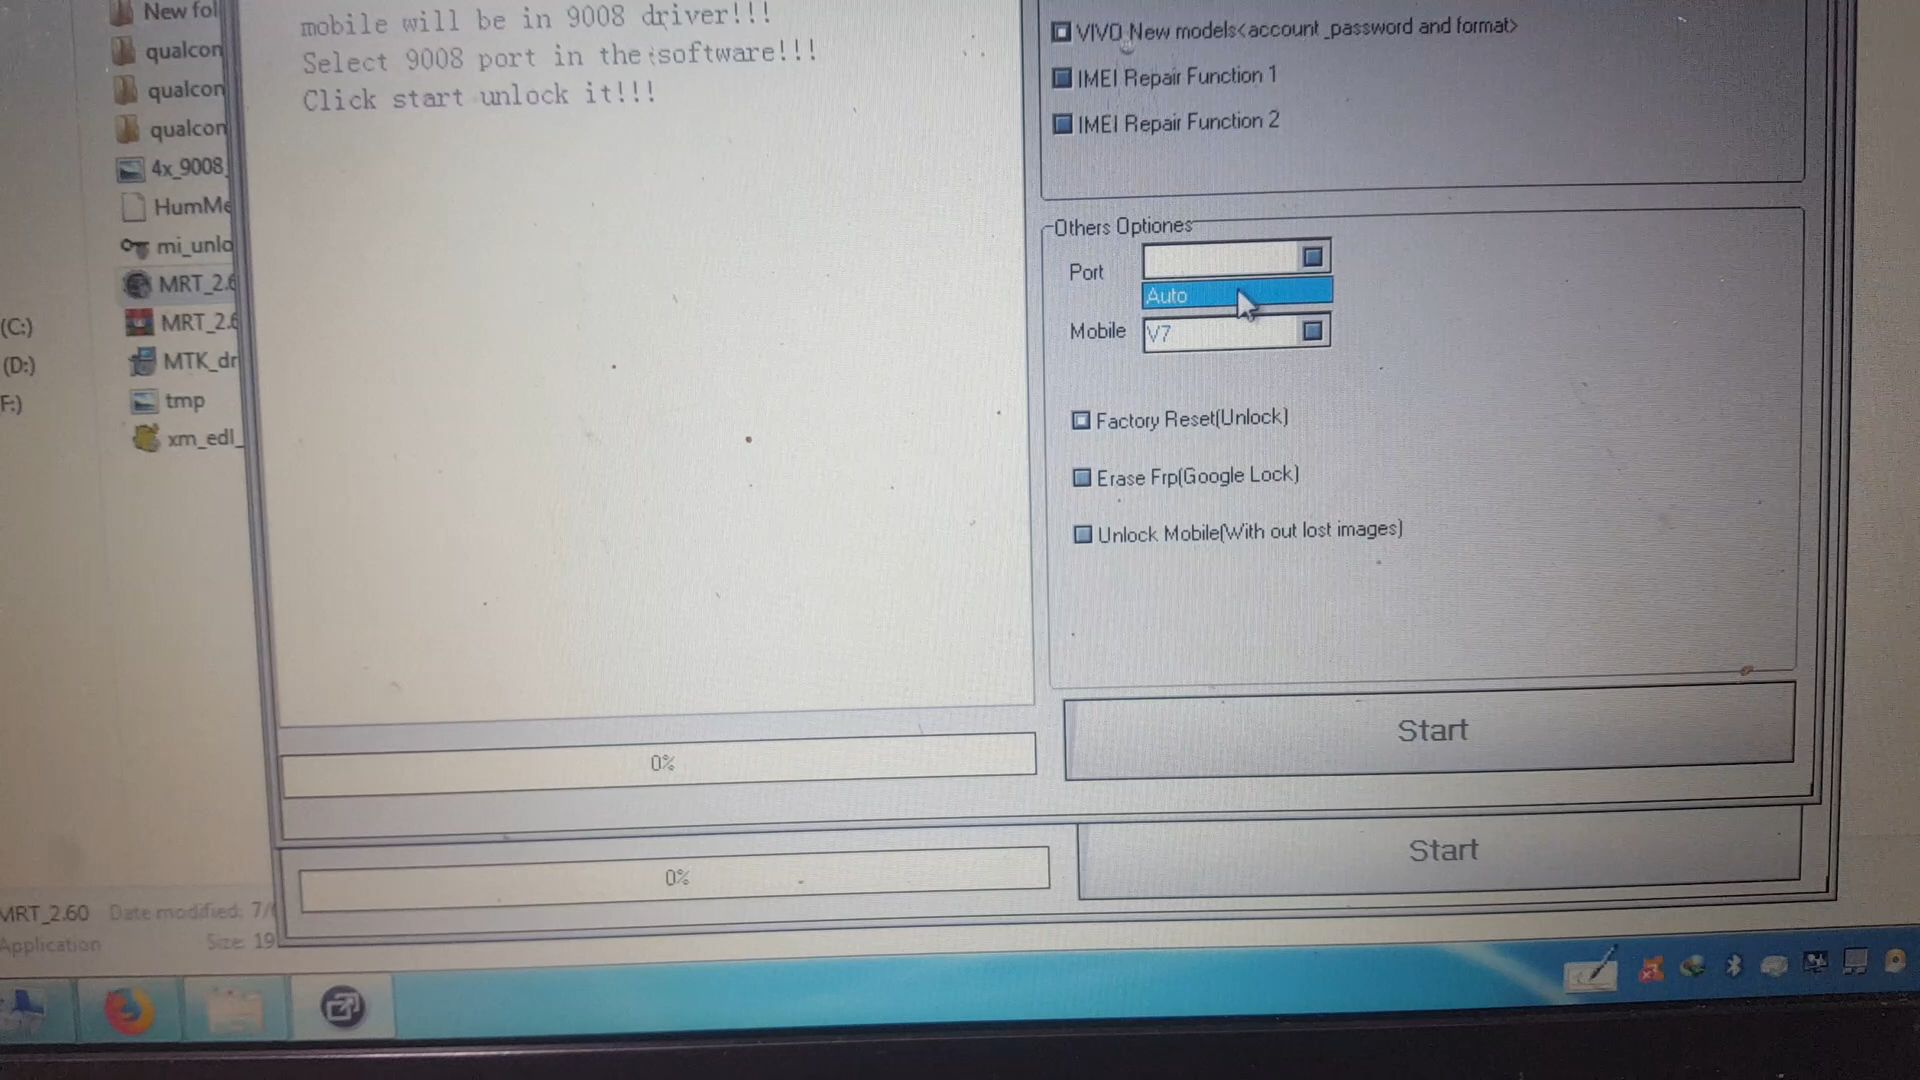 New fol
qualcon
qualcon
qualcon
4x_9008_
HumMe
mi_unlo
MRT_2.6
MRT_2.6
MTK_dr
tmp
xm_edl_
(C:)
(D:)
F:)
mobile will be in 9008 driver!!!
Select 9008 port in the software!!!
Click start unlock it!!!
VIVO New models<account _password and format>
IMEI Repair Function 1
IMEI Repair Function 2
Others Optiones
Port
Auto
Mobile V7
Factory Reset(Unlock)
Erase Frp(Google Lock)
Unlock Mobile(With out lost images)
0%
Start
0%
Start
MRT_2.60 Date modified: 7/
Application Size: 19